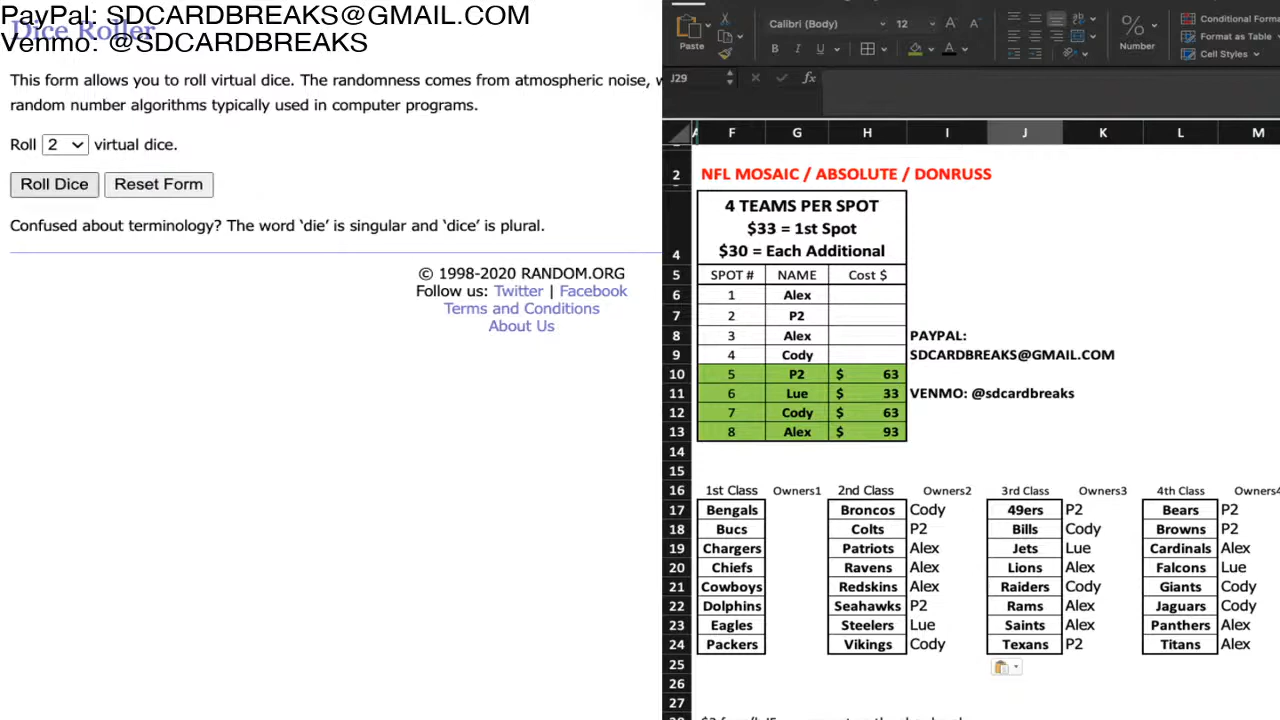 PayPal: SDCARDBREAKS@GMAIL.COM
Dice Roller
Venmo: @SDCARDBREAKS
This form allows you to roll virtual dice. The randomness comes from atmospheric noise, w
random number algorithms typically used in computer programs.
Roll 2 virtual dice.
Roll Dice Reset Form
Confused about terminology? The word ‘die’ is singular and ‘dice’ is plural.
© 1998-2020 RANDOM.ORG
Follow us: Twitter | Facebook
Terms and Conditions
About Us
Paste
Calibri (Body) 12 A A
B I U A
ab
% Number
Conditional Forma
Format as Table
Cell Styles
J29 fx
A F G H I J K L M
2 NFL MOSAIC / ABSOLUTE / DONRUSS
4 TEAMS PER SPOT
$33 = 1st Spot
4 $30 = Each Additional
5 SPOT # NAME Cost $
6 1 Alex
7 2 P2
8 3 Alex PAYPAL:
9 4 Cody SDCARDBREAKS@GMAIL.COM
10 5 P2 $ 63
11 6 Lue $ 33 VENMO: @sdcardbreaks
12 7 Cody $ 63
13 8 Alex $ 93
14
15
16 1st Class Owners1 2nd Class Owners2 3rd Class Owners3 4th Class Owners4
17 Bengals Broncos Cody 49ers P2 Bears P2
18 Bucs Colts P2 Bills Cody Browns P2
19 Chargers Patriots Alex Jets Lue Cardinals Alex
20 Chiefs Ravens Alex Lions Alex Falcons Lue
21 Cowboys Redskins Alex Raiders Cody Giants Cody
22 Dolphins Seahawks P2 Rams Alex Jaguars Cody
23 Eagles Steelers Lue Saints Alex Panthers Alex
24 Packers Vikings Cody Texans P2 Titans Alex
25
26
27